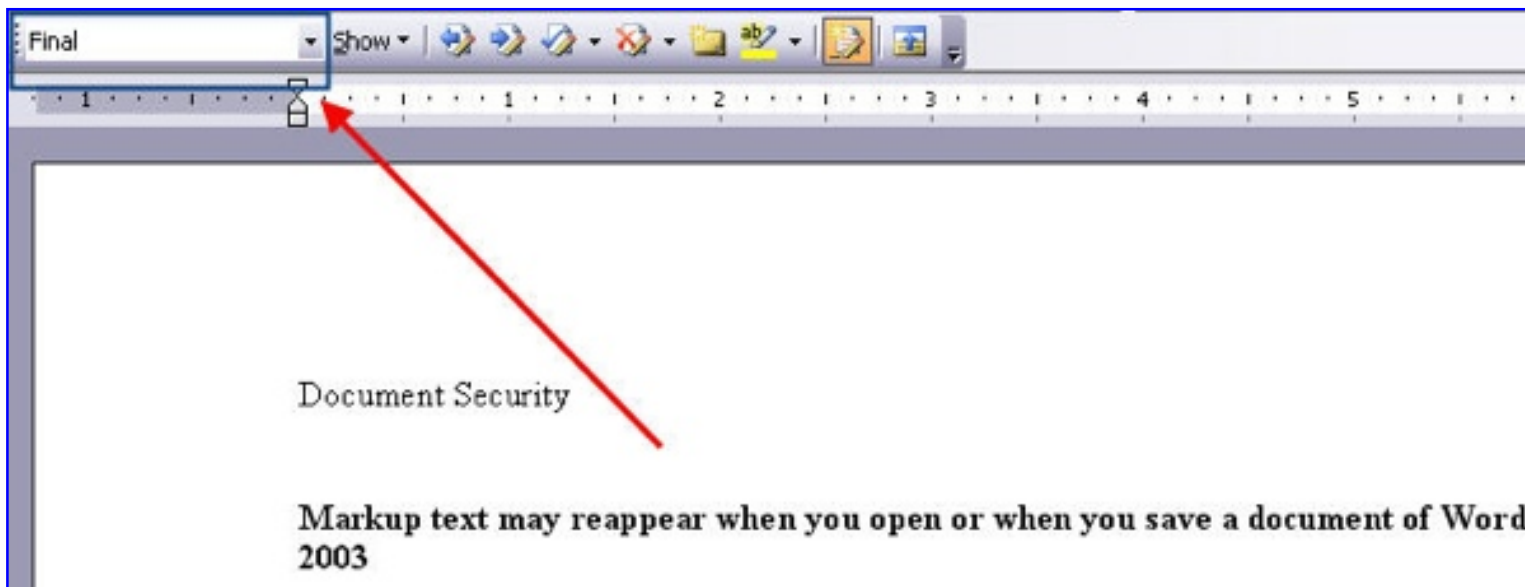 Final Show
1 1 2 3 4 5
Document Security
Markup text may reappear when you open or when you save a document of Word
2003